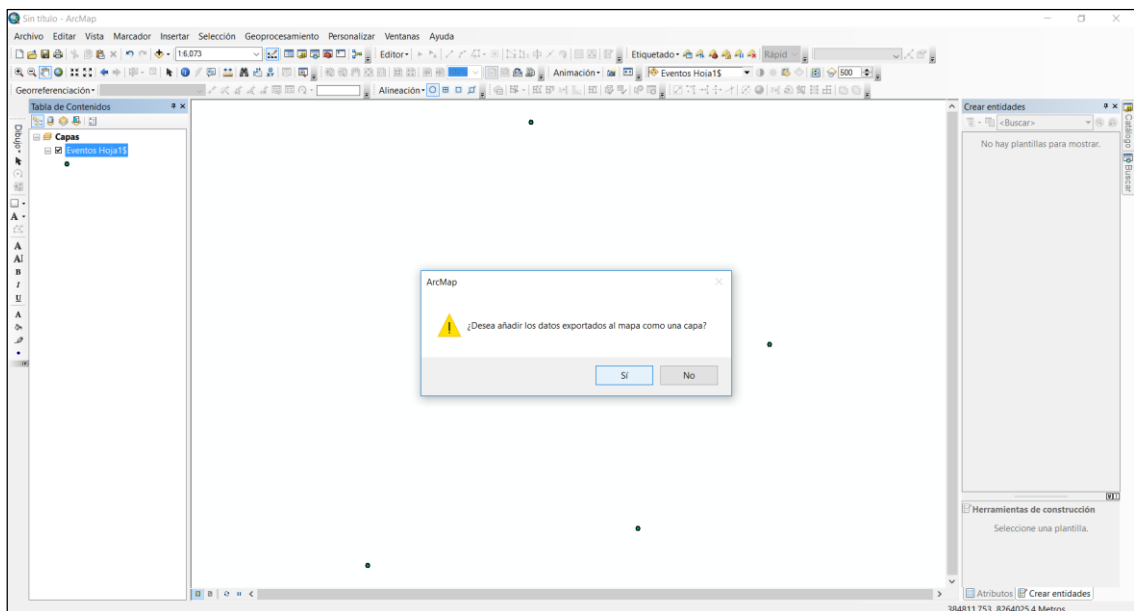 Sin título - ArcMap
Archivo Editar Vista Marcador Insertar Selección Geoprocesamiento Personalizar Ventanas Ayuda
1:6,073
Editor
Etiquetado
Rápid
Animación
Eventos Hoja1$
500
Georreferenciación
Alineación
Tabla de Contenidos
Capas
Eventos Hoja1$
Dibujo
A
A
AI
B
I
U
A
ArcMap
¿Desea añadir los datos exportados al mapa como una capa?
Sí
No
Crear entidades
<Buscar>
No hay plantillas para mostrar.
Herramientas de construcción
Seleccione una plantilla.
Atributos
Crear entidades
Catálogo
Buscar
384811,753 8264025,4 Metros